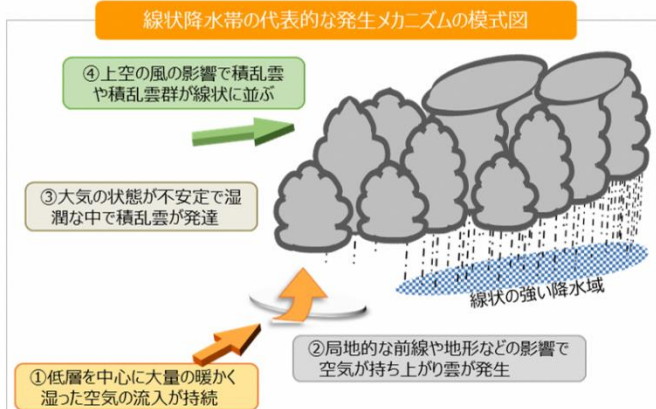 線状降水帯の代表的な発生メカニズムの模式図
④上空の風の影響で積乱雲
や積乱雲群が線状に並ぶ
③大気の状態が不安定で湿
潤な中で積乱雲が発達
線状の強い降水域
②局地的な前線や地形などの影響で
空気が持ち上がり雲が発生
①低層を中心に大量の暖かく
湿った空気の流入が持続